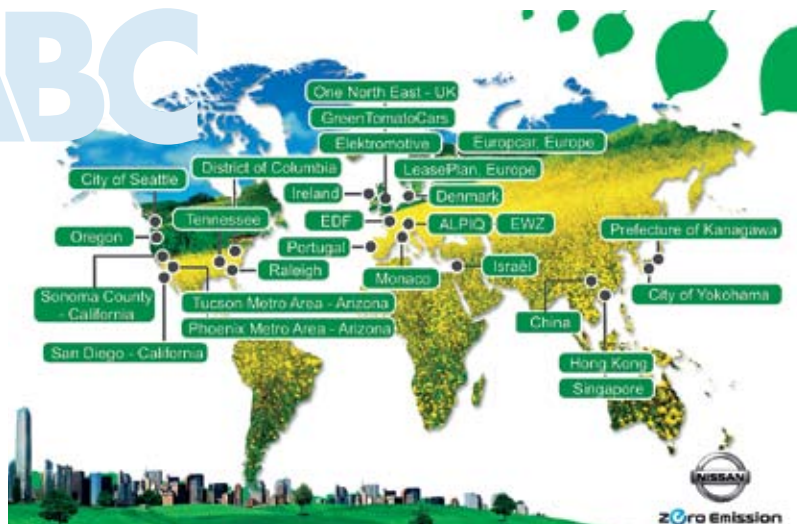 ABC
One North East - UK
GreenTomatoCars
Elektromotive
Europcar, Europe
District of Columbia
LeasePlan, Europe
City of Seattle
Ireland
Denmark
Tennessee
EDF
ALPIQ
EWZ
Prefecture of Kanagawa
Oregon
Portugal
Raleigh
Monaco
Israël
Sonoma County
- California
Tucson Metro Area - Arizona
City of Yokohama
Phoenix Metro Area - Arizona
China
San Diego - California
Hong Kong
Singapore
NISSAN
zero Emission